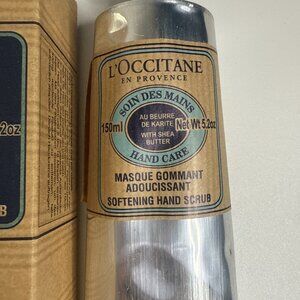 L'OCCITANE
EN PROVENCE
SOIN DES MAINS
150ml
AU BEURRE
DE KARITE
WITH SHEA
BUTTER
Net Wt 5.2oz
HAND CARE
MASQUE GOMMANT
ADOUCISSANT
SOFTENING HAND SCRUB
.2oz
B